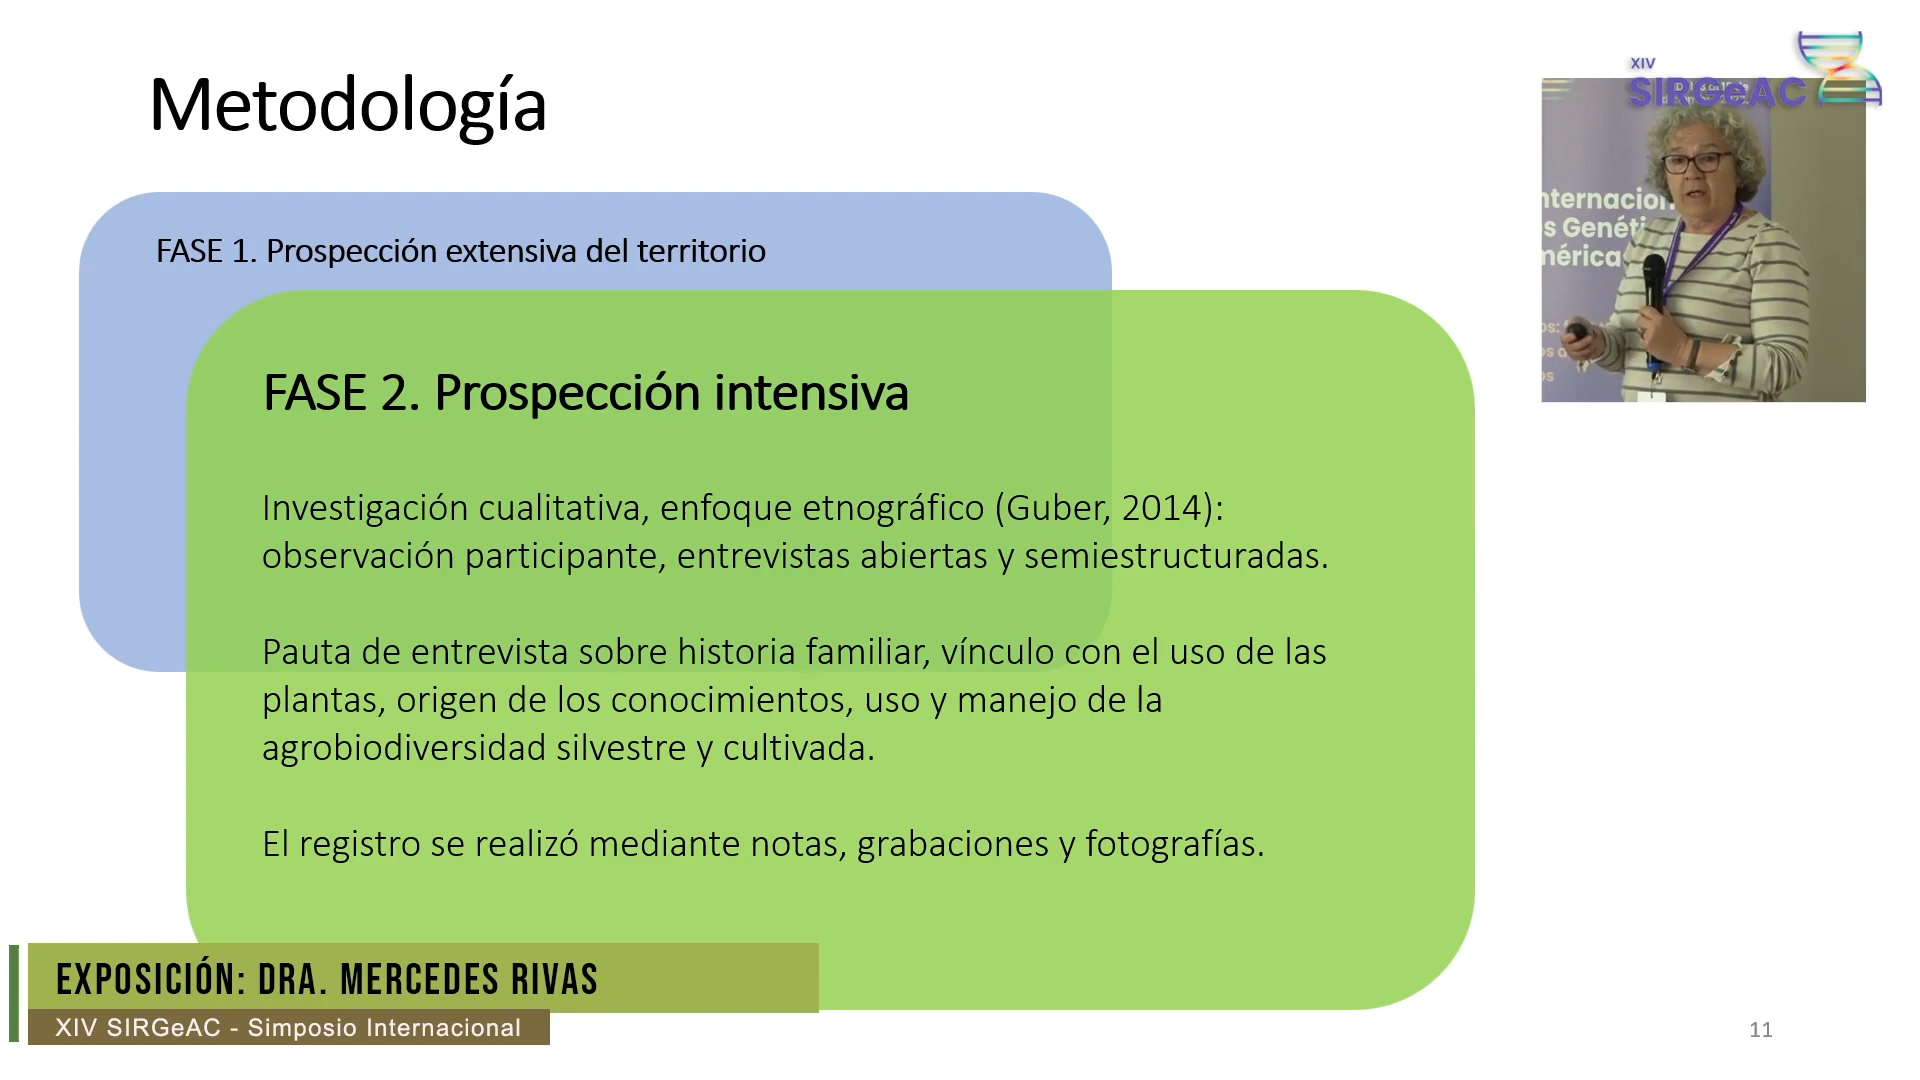 Metodología
XIV
SIRGeAC
FASE 1. Prospección extensiva del territorio
nternacion
s Genéti
mérica
FASE 2. Prospección intensiva
Investigación cualitativa, enfoque etnográfico (Guber, 2014):
observación participante, entrevistas abiertas y semiestructuradas.
Pauta de entrevista sobre historia familiar, vínculo con el uso de las
plantas, origen de los conocimientos, uso y manejo de la
agrobiodiversidad silvestre y cultivada.
El registro se realizó mediante notas, grabaciones y fotografías.
EXPOSICIÓN: DRA. MERCEDES RIVAS
XIV SIRGeAC - Simposio Internacional
11